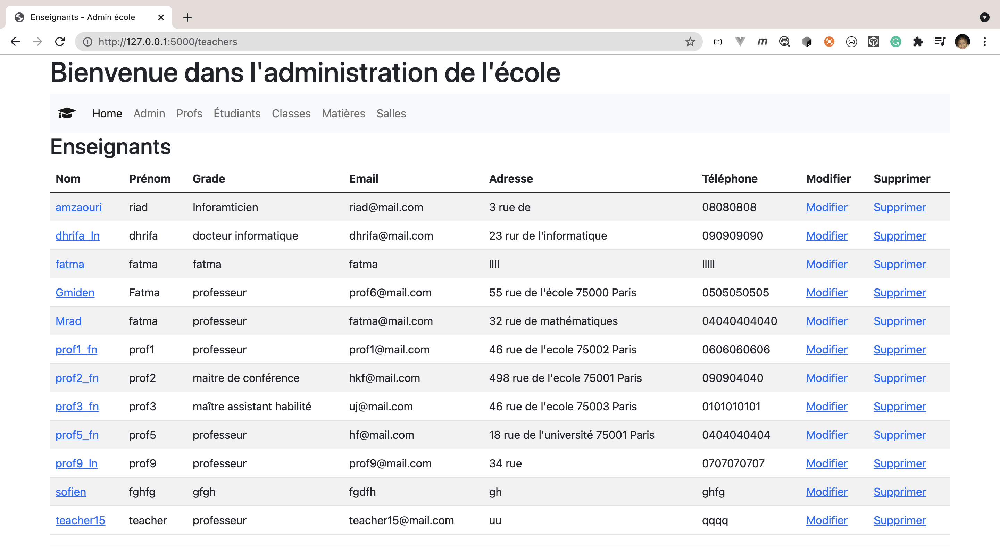 Enseignants - Admin école
http://127.0.0.1:5000/teachers
Bienvenue dans l'administration de l'école
Home Admin Profs Étudiants Classes Matières Salles
Enseignants
Nom Prénom Grade Email Adresse Téléphone Modifier Supprimer
amzaouri riad Inforamticien riad@mail.com 3 rue de 08080808 Modifier Supprimer
dhrifa_ln dhrifa docteur informatique dhrifa@mail.com 23 rur de l'informatique 090909090 Modifier Supprimer
fatma fatma fatma fatma llll lllll Modifier Supprimer
Gmiden Fatma professeur prof6@mail.com 55 rue de l'école 75000 Paris 0505050505 Modifier Supprimer
Mrad fatma professeur fatma@mail.com 32 rue de mathématiques 04040404040 Modifier Supprimer
prof1_fn prof1 professeur prof1@mail.com 46 rue de l'ecole 75002 Paris 0606060606 Modifier Supprimer
prof2_fn prof2 maitre de conférence hkf@mail.com 498 rue de l'ecole 75001 Paris 090904040 Modifier Supprimer
prof3_fn prof3 maître assistant habilité uj@mail.com 46 rue de l'ecole 75003 Paris 0101010101 Modifier Supprimer
prof5_fn prof5 professeur hf@mail.com 18 rue de l'université 75001 Paris 0404040404 Modifier Supprimer
prof9_ln prof9 professeur prof9@mail.com 34 rue 0707070707 Modifier Supprimer
sofien fghfg gfgh fgdfh gh ghfg Modifier Supprimer
teacher15 teacher professeur teacher15@mail.com uu qqqq Modifier Supprimer